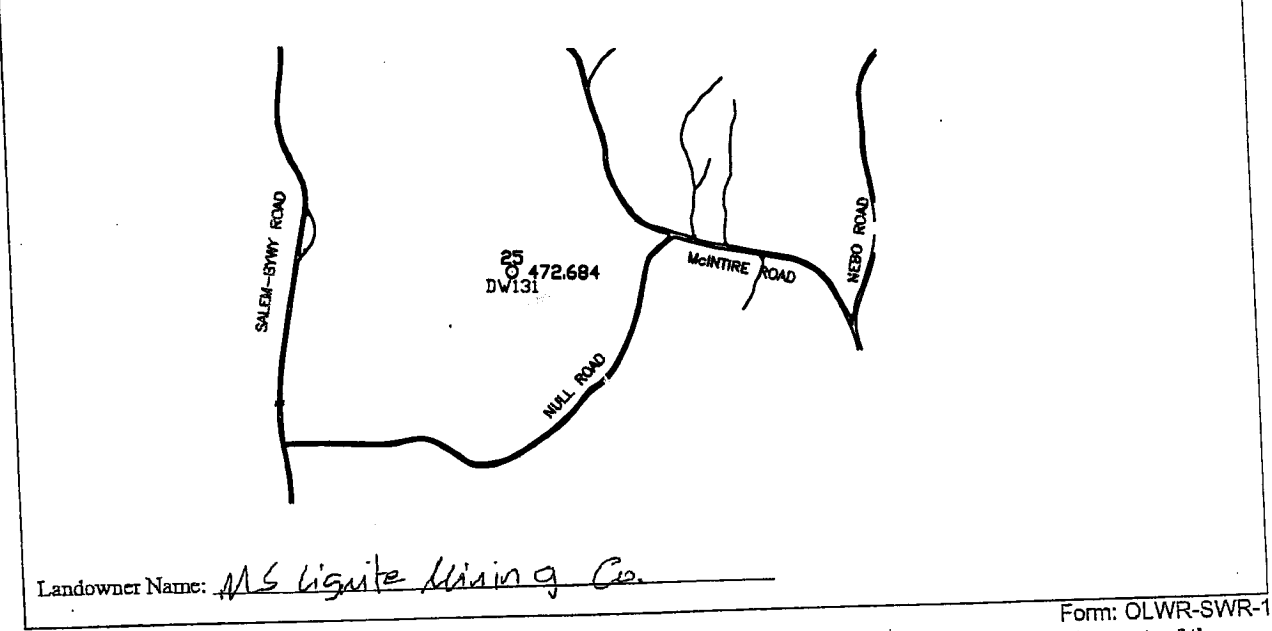 SALEM-BYWY ROAD
25
472.684
DW131
McINTIRE ROAD
NEBO ROAD
NULL ROAD
Landowner Name: MS Lignite Mining Co.
Form: OLWR-SWR-1